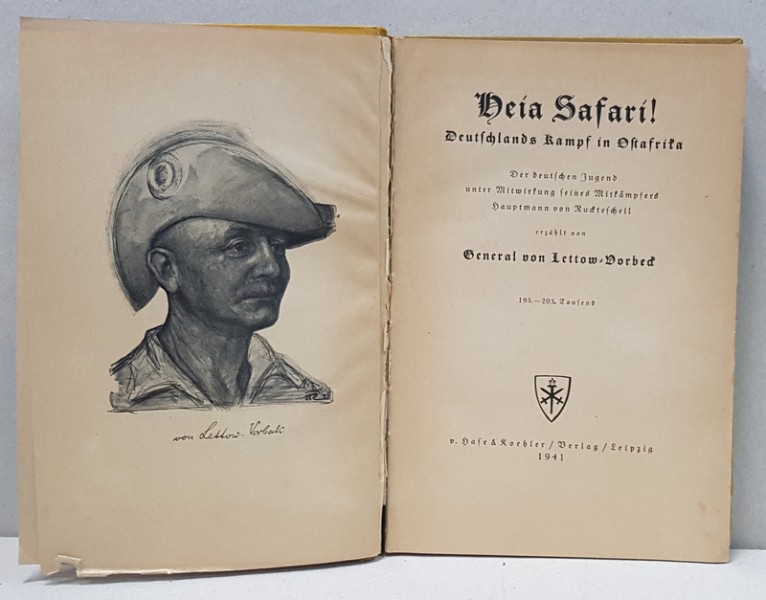 von Lettow-Vorbeck.
Heia Safari!
Deutschlands Kampf in Ostafrika
Der deutschen Jugend
unter Mitwirkung seines Mitkämpfers
Hauptmann von Ruckteschell
erzählt von
General von Lettow-Vorbeck
193.–203. Tausend
v. Hase & Koehler / Verlag / Leipzig
1941